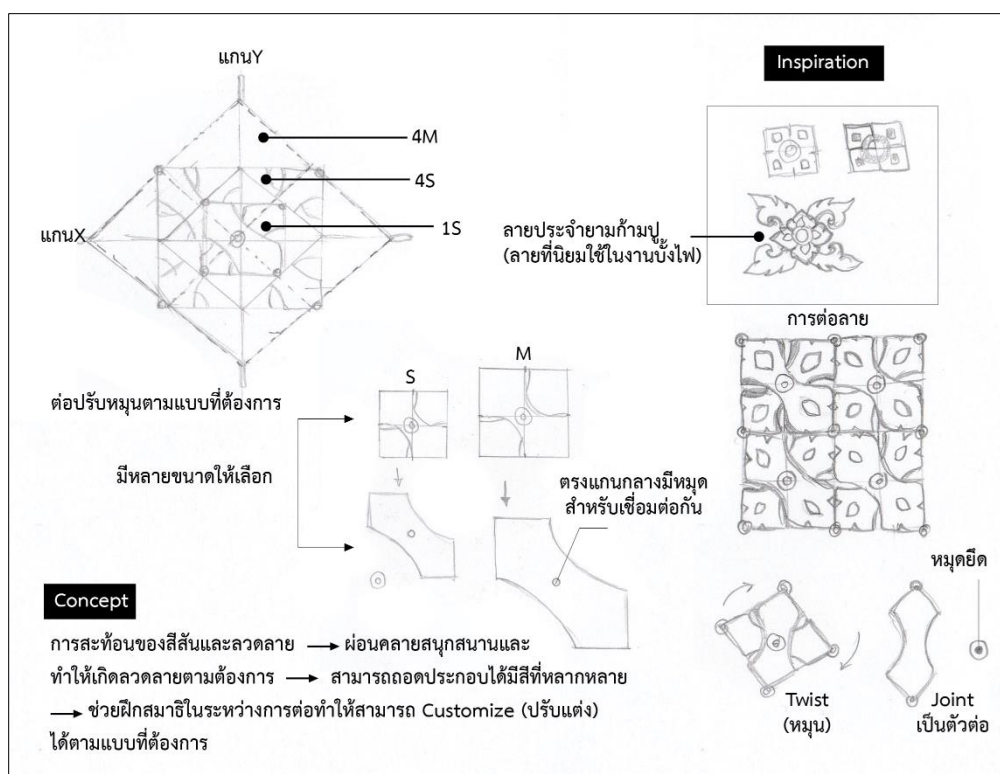 แกนY
4M
4S
แกนX
1S
ต่อปรับหมุนตามแบบที่ต้องการ
มีหลายขนาดให้เลือก
S
M
ตรงแกนกลางมีหมุด
สำหรับเชื่อมต่อกัน
Inspiration
ลายประจำยามก้ามปู
(ลายที่นิยมใช้ในงานบั้งไฟ)
การต่อลาย
หมุดยึด
Twist
(หมุน)
Joint
เป็นตัวต่อ
Concept
การสะท้อนของสีสันและลวดลาย ผ่อนคลายสนุกสนานและ
ทำให้เกิดลวดลายตามต้องการ สามารถถอดประกอบได้มีสีที่หลากหลาย
ช่วยฝึกสมาธิในระหว่างการต่อทำให้สามารถ Customize (ปรับแต่ง)
ได้ตามแบบที่ต้องการ